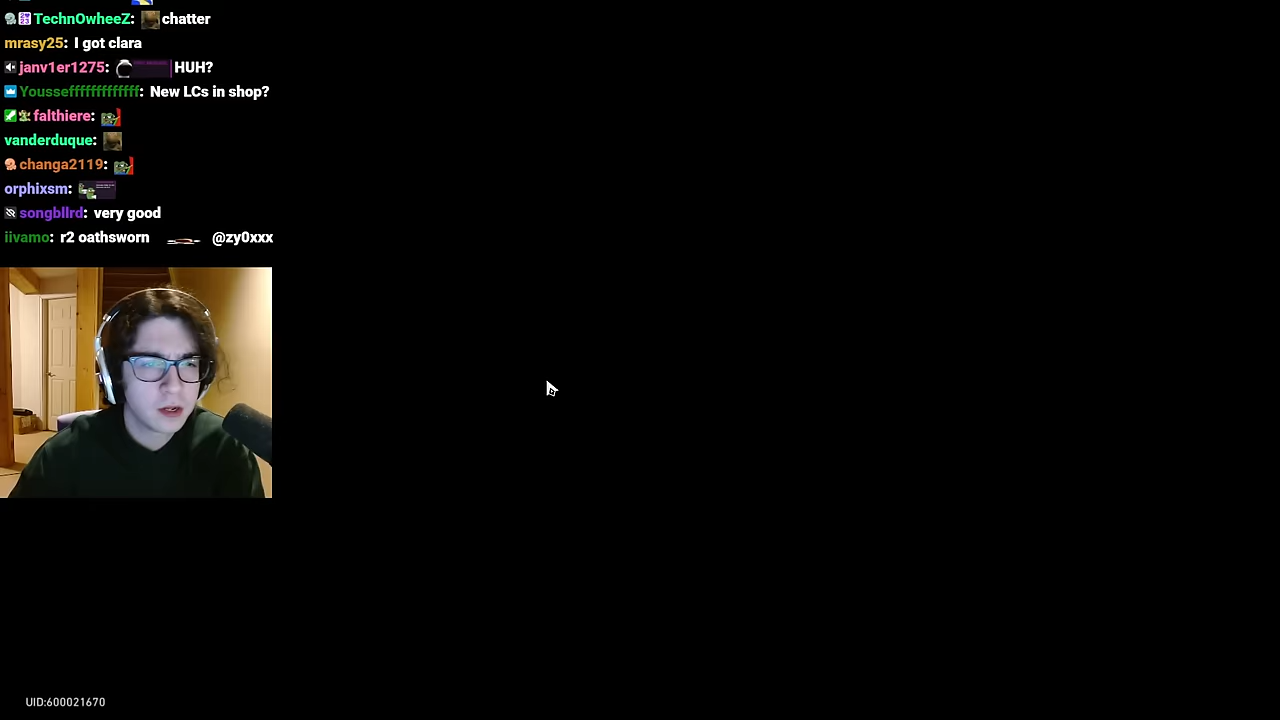 TechnOwheeZ: chatter
mrasy25: I got clara
janv1er1275: HUH?
Yousseffffffffffffff: New LCs in shop?
falthiere:
vanderduque:
changa2119:
orphixsm:
songbllrd: very good
iivamo: r2 oathsworn @zy0xxx
UID:600021670